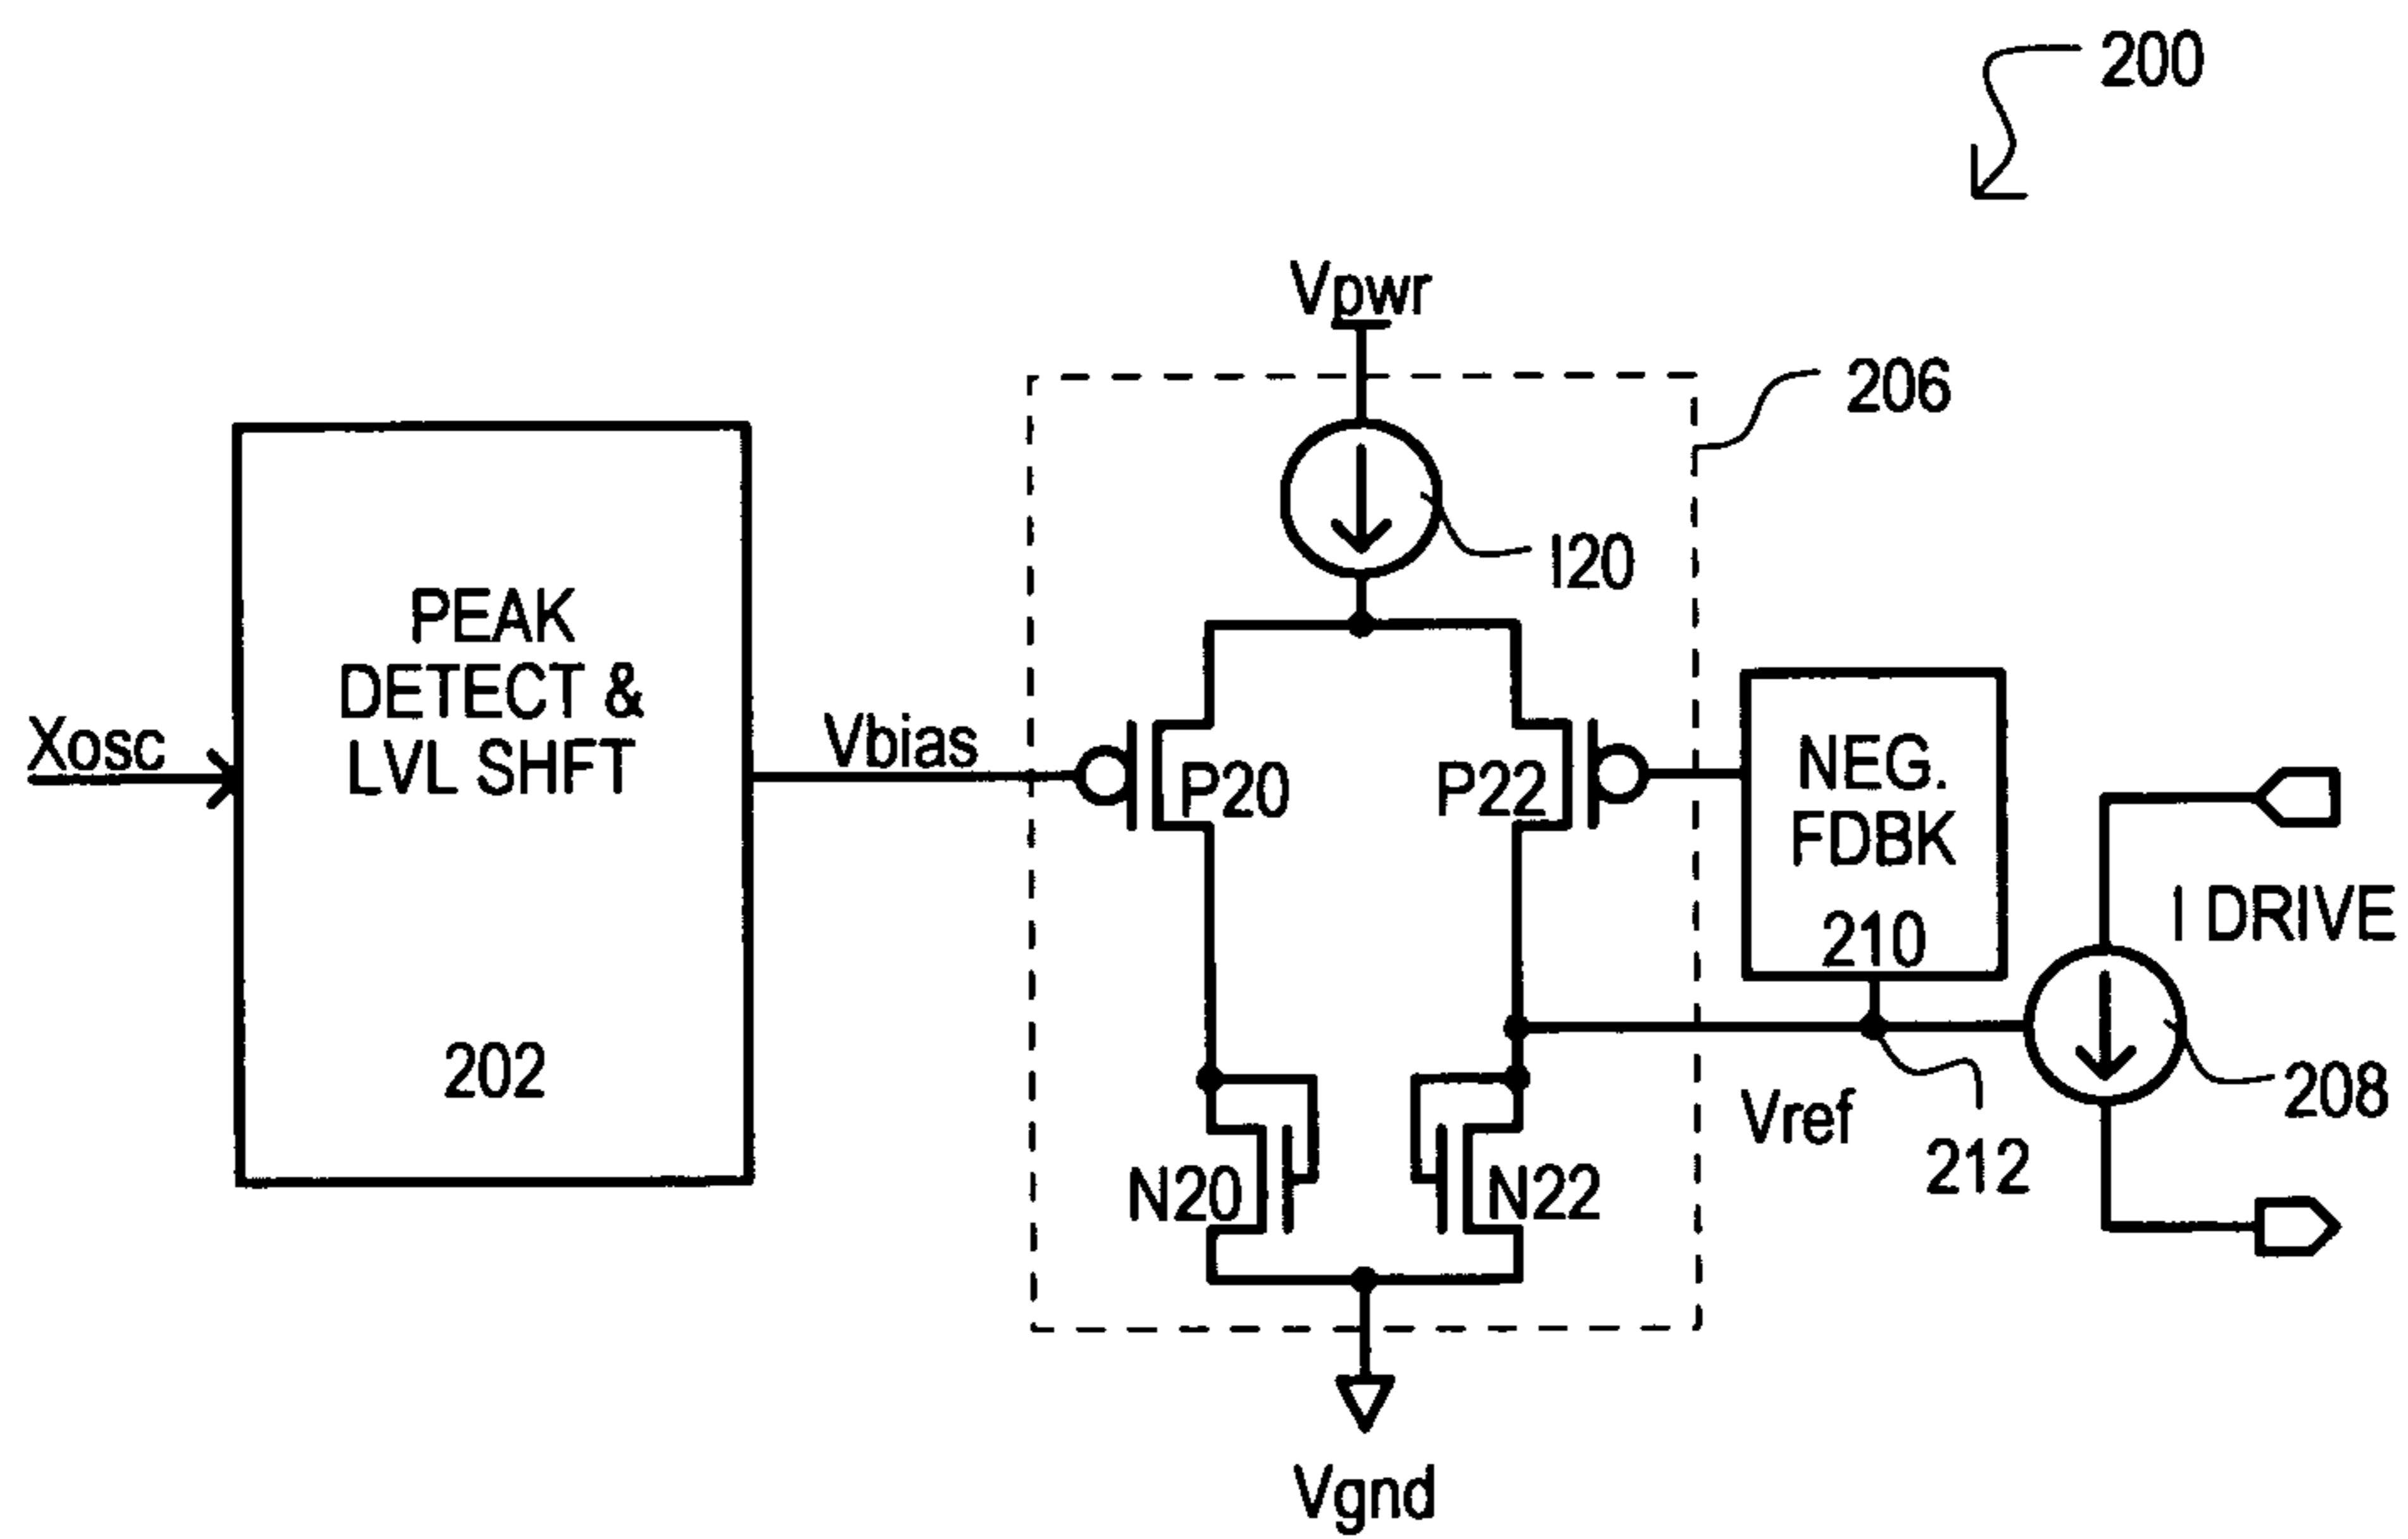 200
Vpwr
206
I20
PEAK
DETECT &
LVL SHFT
202
Xosc
Vbias
P20
P22
NEG.
FDBK
210
I DRIVE
208
Vref
212
N20
N22
Vgnd